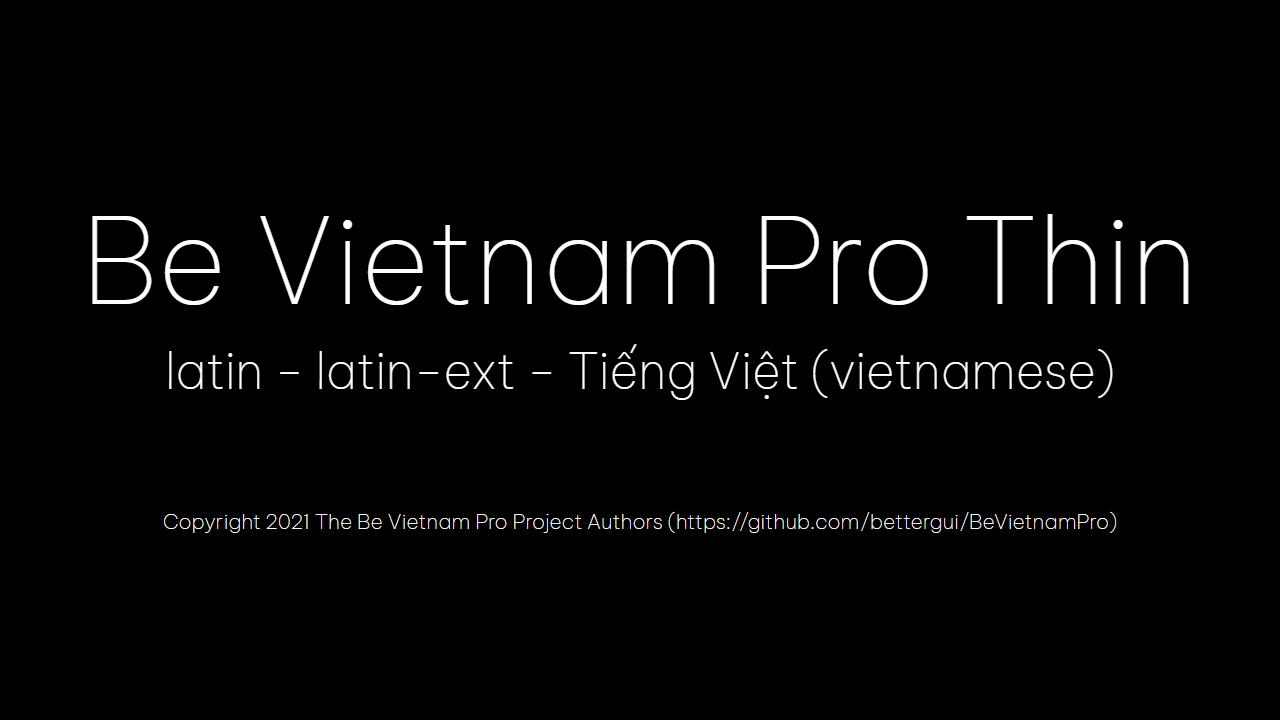 Be Vietnam Pro Thin
latin - latin-ext - Tiếng Việt (vietnamese)
Copyright 2021 The Be Vietnam Pro Project Authors (https://github.com/bettergui/BeVietnamPro)